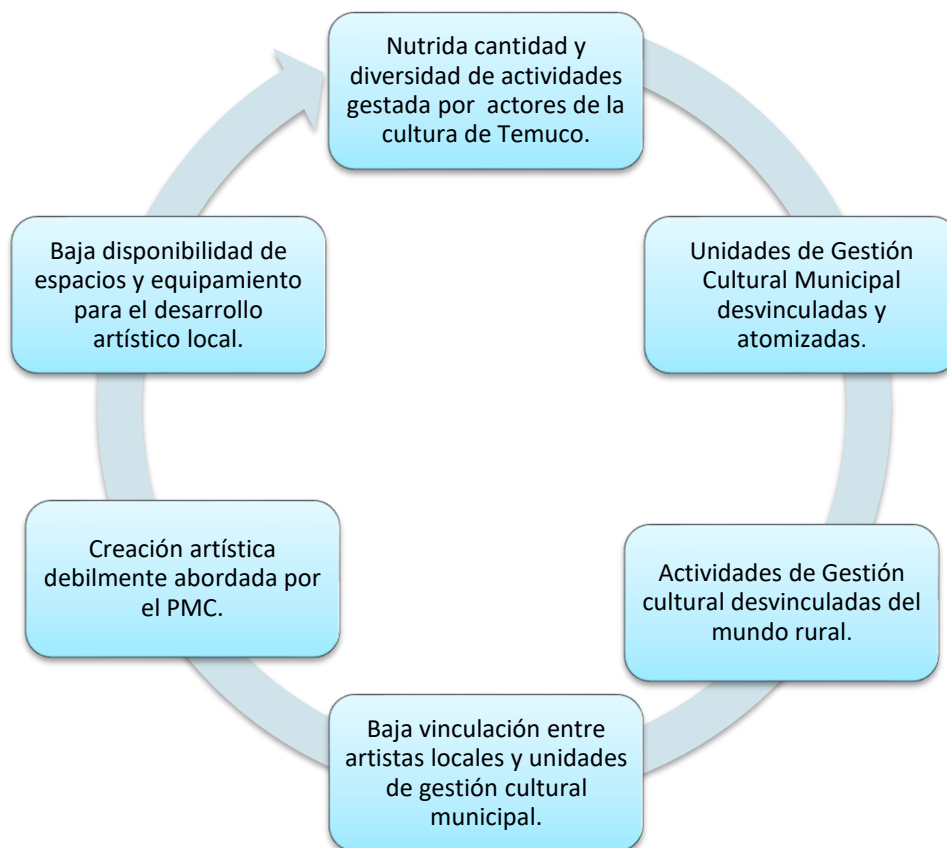 Nutrida cantidad y
diversidad de actividades
gestada por actores de la
cultura de Temuco.
Unidades de Gestión
Cultural Municipal
desvinculadas y
atomizadas.
Actividades de Gestión
cultural desvinculadas del
mundo rural.
Baja vinculación entre
artistas locales y unidades
de gestión cultural
municipal.
Creación artística
debilmente abordada por
el PMC.
Baja disponibilidad de
espacios y equipamiento
para el desarrollo
artístico local.